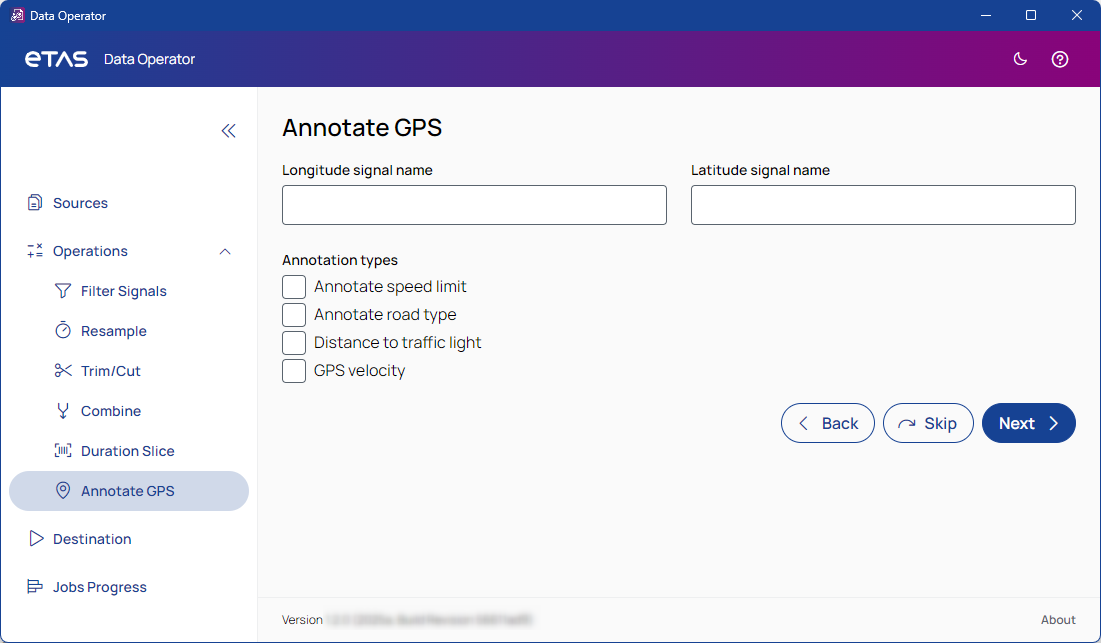 Data Operator
eTAS Data Operator
Annotate GPS
Longitude signal name
Latitude signal name
Sources
Operations
Filter Signals
Resample
Trim/Cut
Combine
Duration Slice
Annotate GPS
Destination
Jobs Progress
Annotation types
Annotate speed limit
Annotate road type
Distance to traffic light
GPS velocity
Back
Skip
Next
Version
About